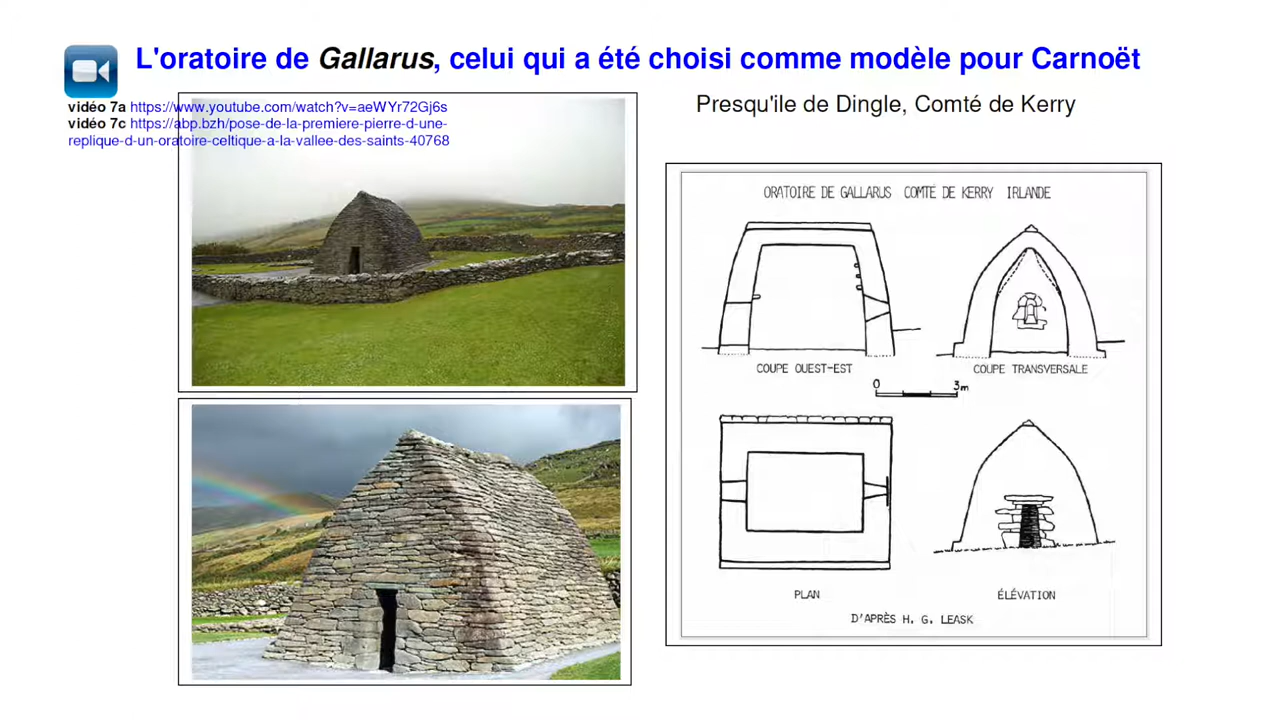 L'oratoire de Gallarus, celui qui a été choisi comme modèle pour Carnoët
vidéo 7a https://www.youtube.com/watch?v=aeWYr72Gj6s
vidéo 7c https://abp.bzh/pose-de-la-premiere-pierre-d-une-
replique-d-un-oratoire-celtique-a-la-vallee-des-saints-40768
Presqu'ile de Dingle, Comté de Kerry
ORATOIRE DE GALLARUS COMTÉ DE KERRY IRLANDE
COUPE OUEST-EST
COUPE TRANSVERSALE
0 3m
PLAN
ÉLÉVATION
D'APRÈS H. G. LEASK